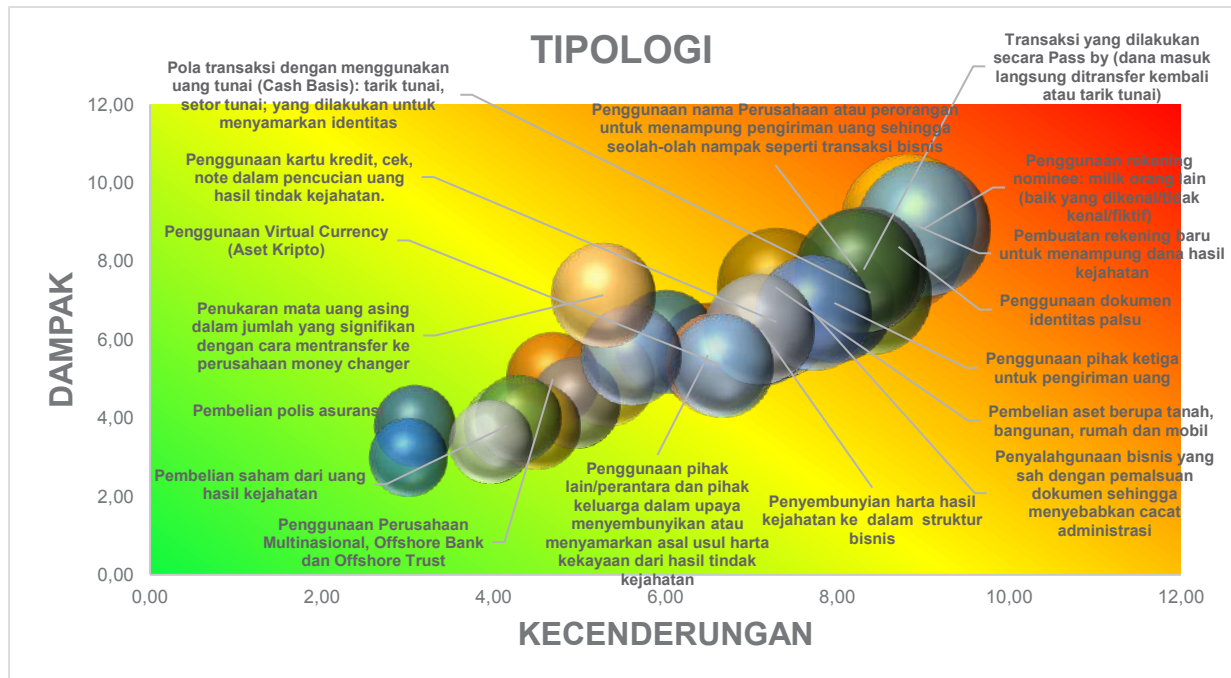 TIPOLOGI
Pola transaksi dengan menggunakan
uang tunai (Cash Basis): tarik tunai,
setor tunai; yang dilakukan untuk
menyamarkan identitas
Penggunaan kartu kredit, cek,
note dalam pencucian uang
hasil tindak kejahatan.
Penggunaan Virtual Currency
(Aset Kripto)
Penukaran mata uang asing
dalam jumlah yang signifikan
dengan cara mentransfer ke
perusahaan money changer
Pembelian polis asuransi
Pembelian saham dari uang
hasil kejahatan
Penggunaan Perusahaan
Multinasional, Offshore Bank
dan Offshore Trust
Penggunaan pihak
lain/perantara dan pihak
keluarga dalam upaya
menyembunyikan atau
menyamarkan asal usul harta
kekayaan dari hasil tindak
kejahatan
Penyembunyian harta hasil
kejahatan ke dalam struktur
bisnis
Penggunaan nama Perusahaan atau perorangan
untuk menampung pengiriman uang sehingga
seolah-olah nampak seperti transaksi bisnis
Transaksi yang dilakukan
secara Pass by (dana masuk
langsung ditransfer kembali
atau tarik tunai)
Penggunaan rekening
nominee: milik orang lain
(baik yang dikenal/tidak
kenal/fiktif)
Pembuatan rekening baru
untuk menampung dana hasil
kejahatan
Penggunaan dokumen
identitas palsu
Penggunaan pihak ketiga
untuk pengiriman uang
Pembelian aset berupa tanah,
bangunan, rumah dan mobil
Penyalahgunaan bisnis yang
sah dengan pemalsuan
dokumen sehingga
menyebabkan cacat
administrasi
DAMPAK
12,00
10,00
8,00
6,00
4,00
2,00
0,00
0,00 2,00 4,00 6,00 8,00 10,00 12,00
KECENDERUNGAN